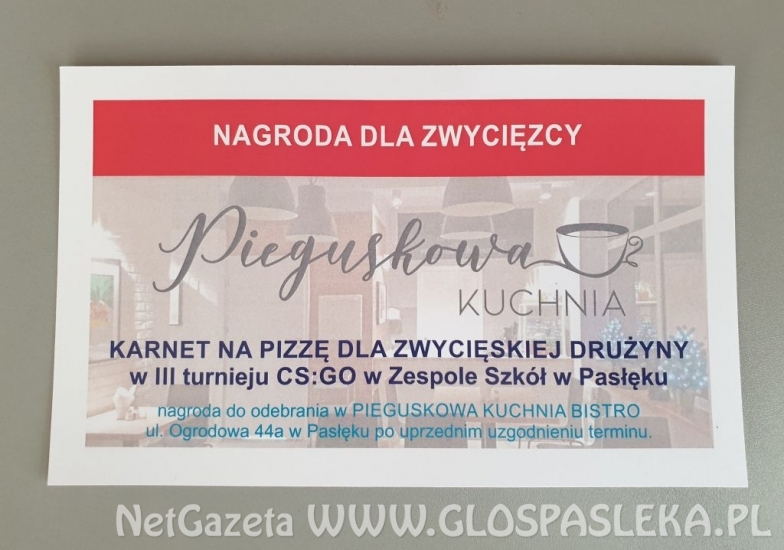 NAGRODA DLA ZWYCIĘZCY
Pieguskowa
KUCHNIA
KARNET NA PIZZĘ DLA ZWYCIĘSKIEJ DRUŻYNY
w III turnieju CS:GO w Zespole Szkół w Pasłęku
nagroda do odebrania w PIEGUSKOWA KUCHNIA BISTRO
ul. Ogrodowa 44a w Pasłęku po uprzednim uzgodnieniu terminu.
NetGazeta WWW.GLOSPASLEKA.PL